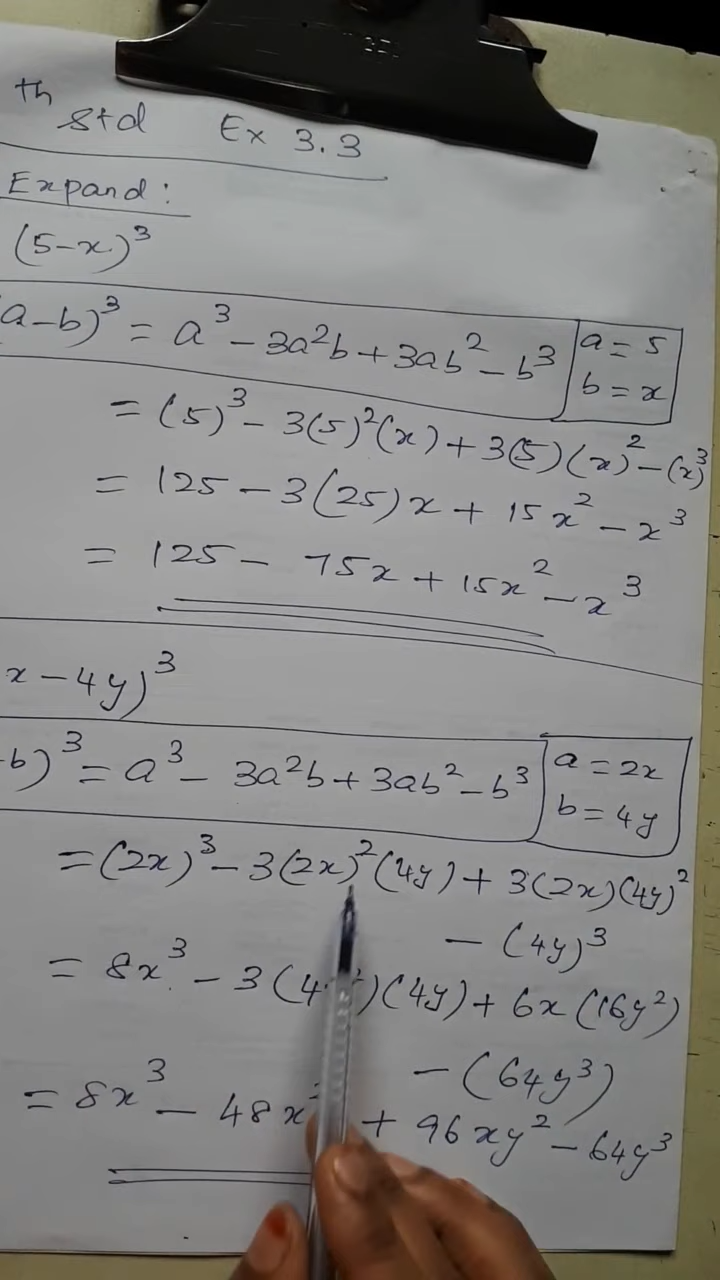 th
std Ex 3.3
Expand:
(5-x)³
a-b)³ = a³ - 3a²b + 3ab² - b³
a = 5
b = x
= (5)³ - 3(5)²(x) + 3(5)(x)² - (x)³
= 125 - 3(25)x + 15x² - x³
= 125 - 75x + 15x² - x³
x - 4y)³
-b)³ = a³ - 3a²b + 3ab² - b³
a = 2x
b = 4y
= (2x)³ - 3(2x)²(4y) + 3(2x)(4y)²
- (4y)³
= 8x³ - 3(4 )(4y) + 6x(16y²)
- (64y³)
= 8x³ - 48x + 96xy² - 64y³